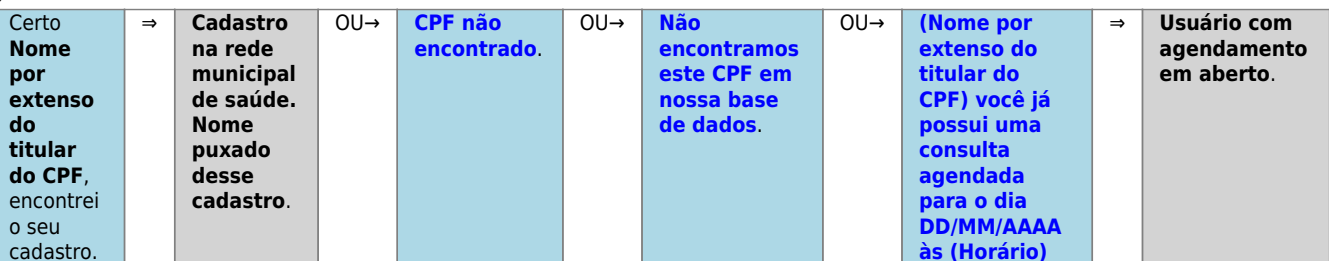 Certo
Nome
por
extenso
do
titular
do CPF,
encontrei
o seu
cadastro.
⇒
Cadastro
na rede
municipal
de saúde.
Nome
puxado
desse
cadastro.
OU→
CPF não
encontrado.
OU→
Não
encontramos
este CPF em
nossa base
de dados.
OU→
(Nome por
extenso do
titular do
CPF) você já
possui uma
consulta
agendada
para o dia
DD/MM/AAAA
às (Horário)
⇒
Usuário com
agendamento
em aberto.